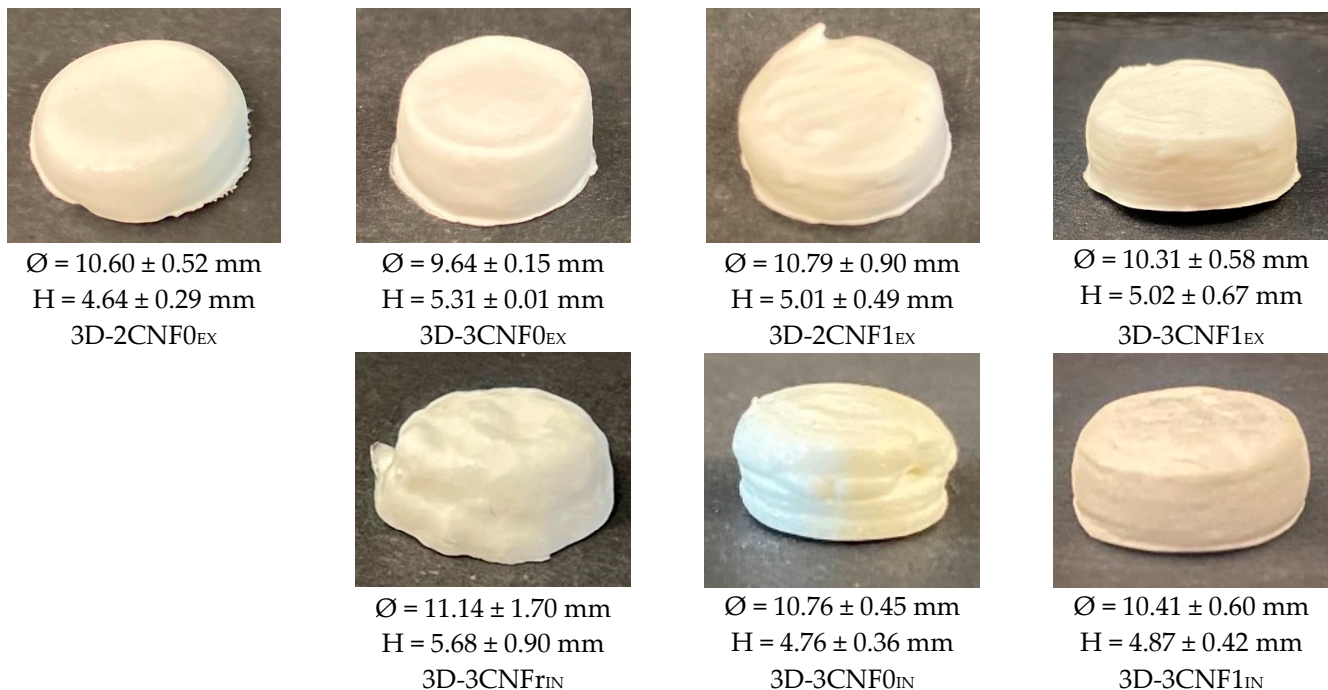 Ø = 10.60 ± 0.52 mm
H = 4.64 ± 0.29 mm
3D-2CNF0EX
Ø = 9.64 ± 0.15 mm
H = 5.31 ± 0.01 mm
3D-3CNF0EX
Ø = 10.79 ± 0.90 mm
H = 5.01 ± 0.49 mm
3D-2CNF1EX
Ø = 10.31 ± 0.58 mm
H = 5.02 ± 0.67 mm
3D-3CNF1EX
Ø = 11.14 ± 1.70 mm
H = 5.68 ± 0.90 mm
3D-3CNFrIN
Ø = 10.76 ± 0.45 mm
H = 4.76 ± 0.36 mm
3D-3CNF0IN
Ø = 10.41 ± 0.60 mm
H = 4.87 ± 0.42 mm
3D-3CNF1IN